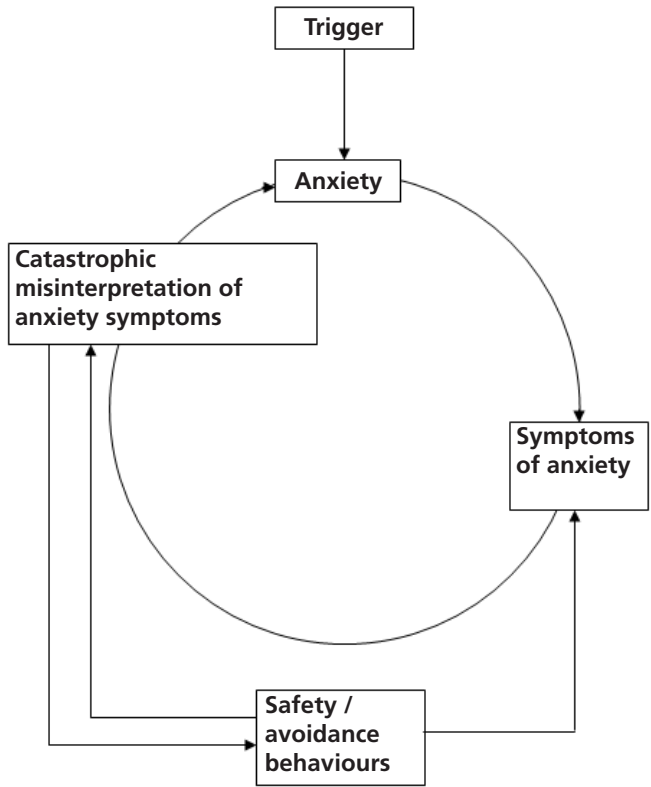 Trigger
Anxiety
Catastrophic
misinterpretation of
anxiety symptoms
Symptoms
of anxiety
Safety /
avoidance
behaviours